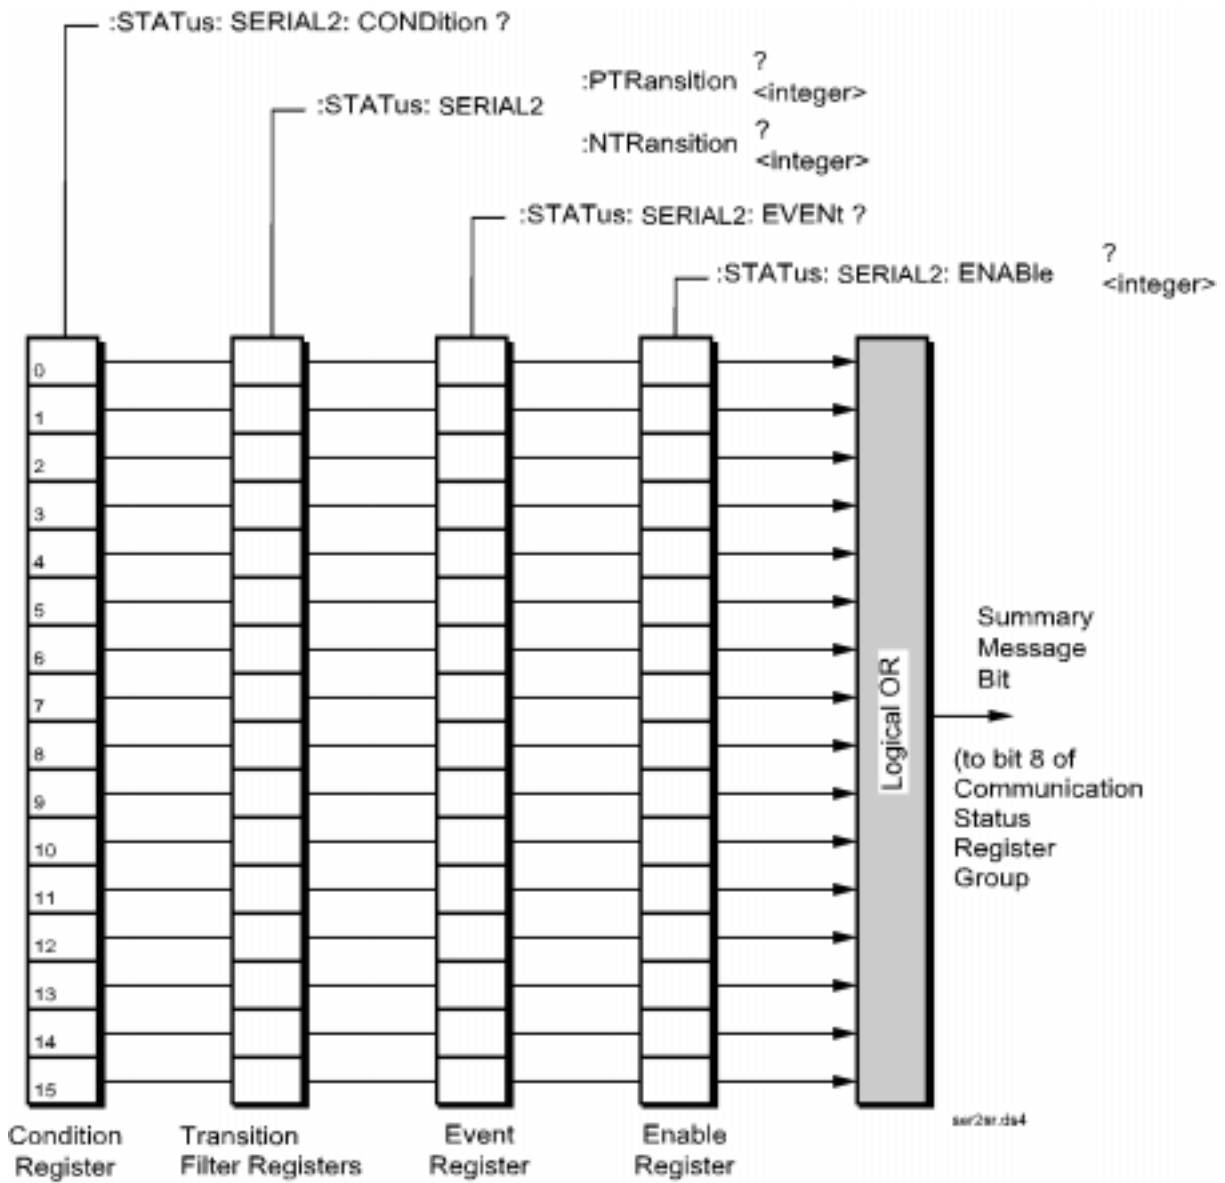 :STATus: SERIAL2: CONDition ?
:STATus: SERIAL2
:PTRansition
?
<integer>
:NTRansition
?
<integer>
:STATus: SERIAL2: EVENt ?
:STATus: SERIAL2: ENABle
?
<integer>
0
1
2
3
4
5
6
7
8
9
10
11
12
13
14
15
Logical OR
Summary
Message
Bit
(to bit 8 of
Communication
Status
Register
Group
ser2sr.ds4
Condition
Register
Transition
Filter Registers
Event
Register
Enable
Register